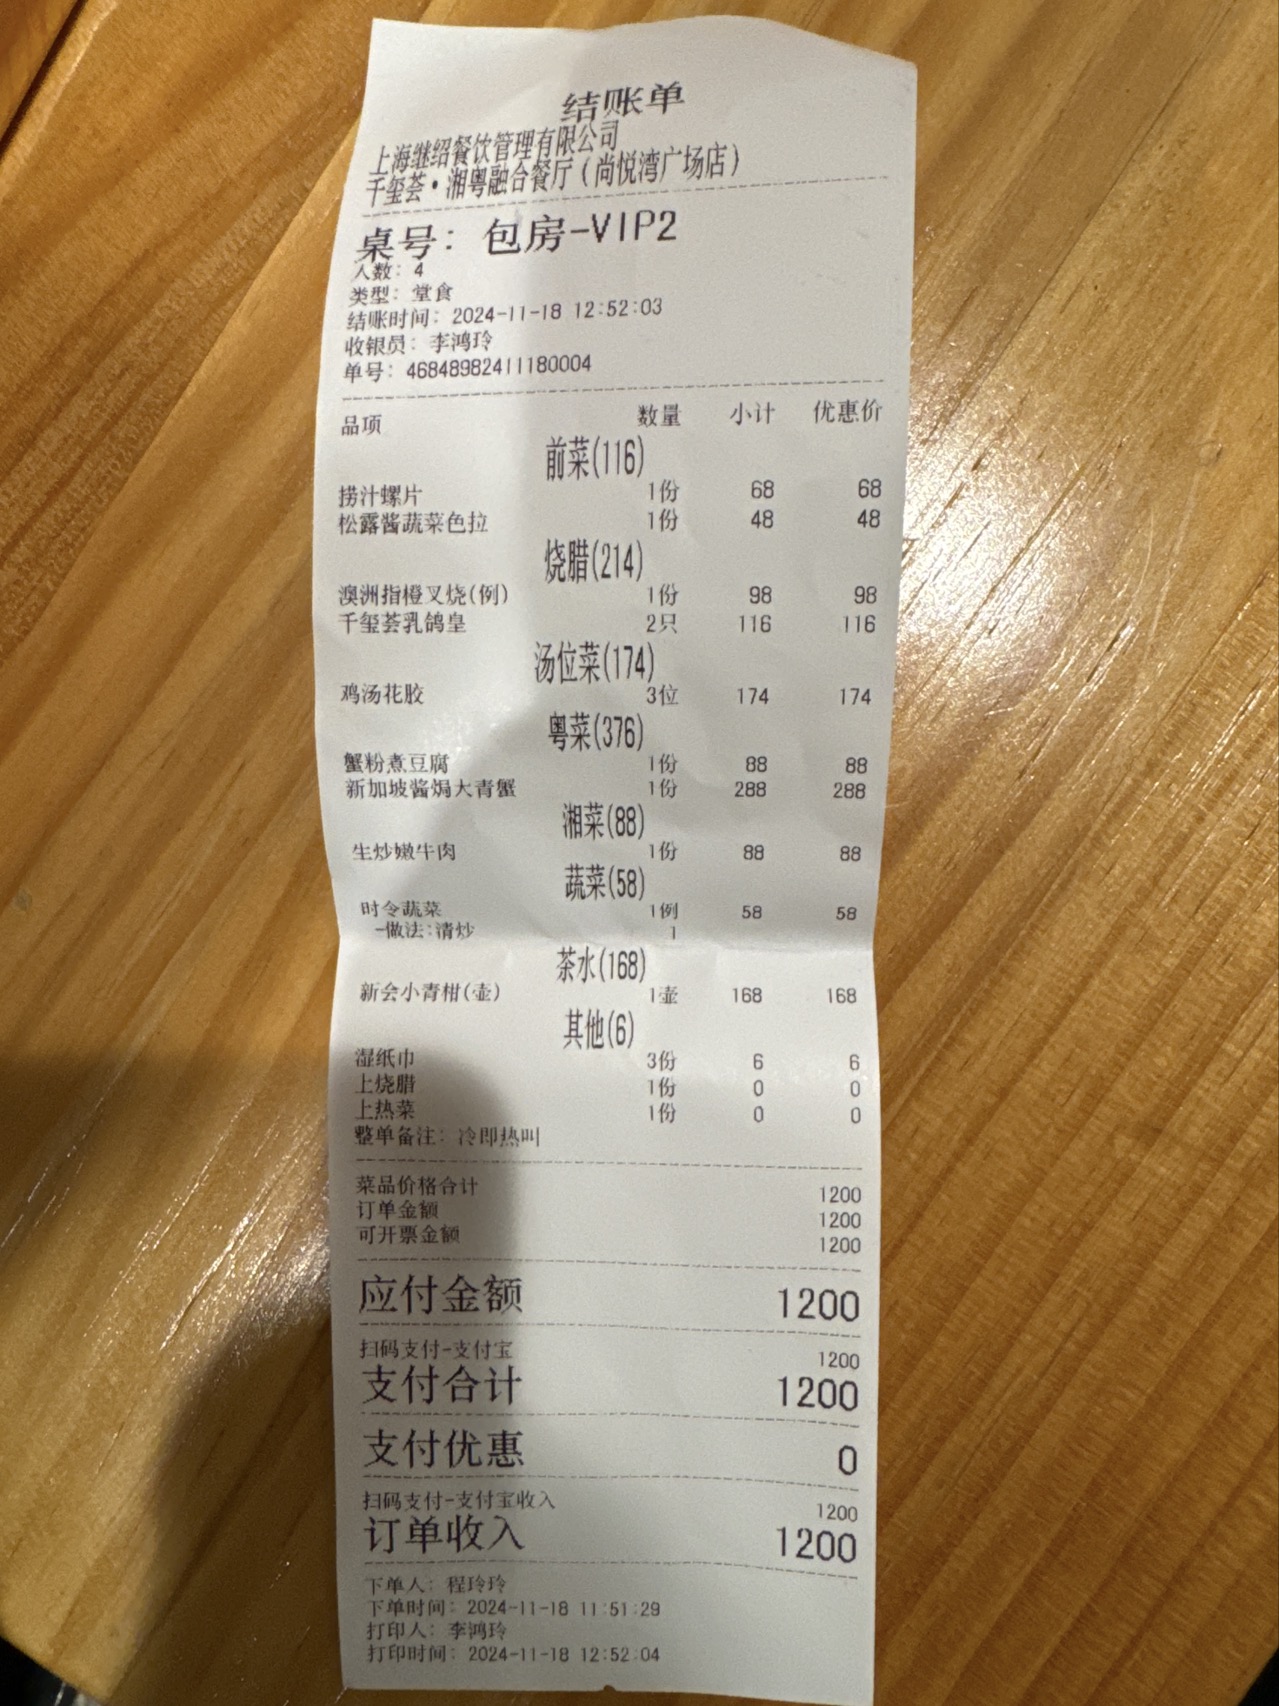 结账单
上海继绍餐饮管理有限公司
千玺荟·湘粤融合餐厅(尚悦湾广场店)
桌号: 包房-VIP2
人数: 4
类型: 堂食
结账时间: 2024-11-18 12:52:03
收银员: 李鸿玲
单号: 46848982411180004
品项 数量 小计 优惠价
前菜(116)
捞汁螺片 1份 68 68
松露酱蔬菜色拉 1份 48 48
烧腊(214)
澳洲指橙叉烧(例) 1份 98 98
千玺荟乳鸽皇 2只 116 116
汤位菜(174)
鸡汤花胶 3位 174 174
粤菜(376)
蟹粉煮豆腐 1份 88 88
新加坡酱焗大青蟹 1份 288 288
湘菜(88)
生炒嫩牛肉 1份 88 88
蔬菜(58)
时令蔬菜 1例 58 58
-做法:清炒 1
茶水(168)
新会小青柑(壶) 1壶 168 168
其他(6)
湿纸巾 3份 6 6
上烧腊 1份 0 0
上热菜 1份 0 0
整单备注: 冷即热叫
菜品价格合计 1200
订单金额 1200
可开票金额 1200
应付金额 1200
扫码支付-支付宝 1200
支付合计 1200
支付优惠 0
扫码支付-支付宝收入 1200
订单收入 1200
下单人: 程玲玲
下单时间: 2024-11-18 11:51:29
打印人: 李鸿玲
打印时间: 2024-11-18 12:52:04